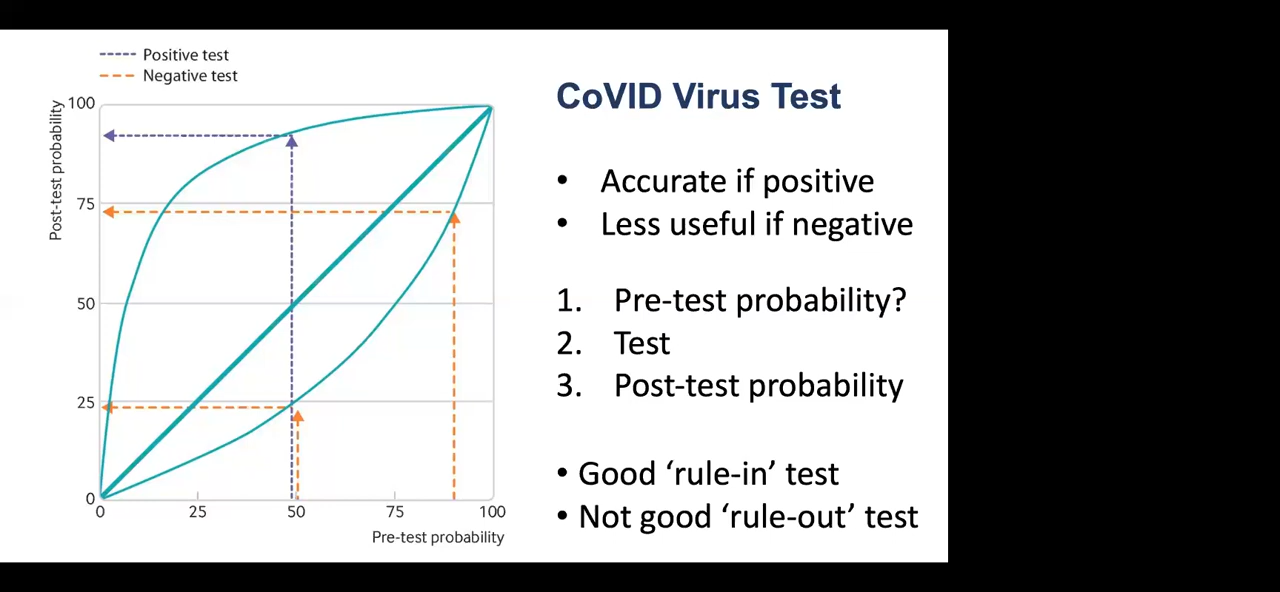 Positive test
Negative test
Post-test probability
100
75
50
25
0
0
25
50
75
100
Pre-test probability
CoVID Virus Test
• Accurate if positive
• Less useful if negative
1. Pre-test probability?
2. Test
3. Post-test probability
• Good ‘rule-in’ test
• Not good ‘rule-out’ test